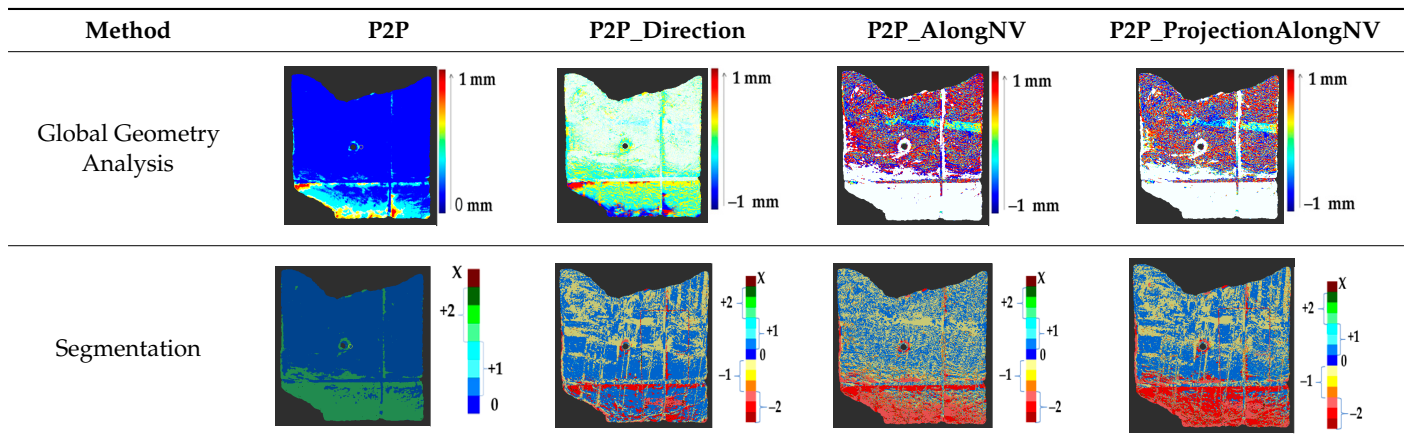 Method P2P P2P_Direction P2P_AlongNV P2P_ProjectionAlongNV
Global Geometry
Analysis
1 mm
0 mm
1 mm
−1 mm
1 mm
−1 mm
1 mm
−1 mm
Segmentation
X
+2
+1
0
X
+2
+1
0
−1
−2
X
+2
+1
0
−1
−2
X
+2
+1
0
−1
−2